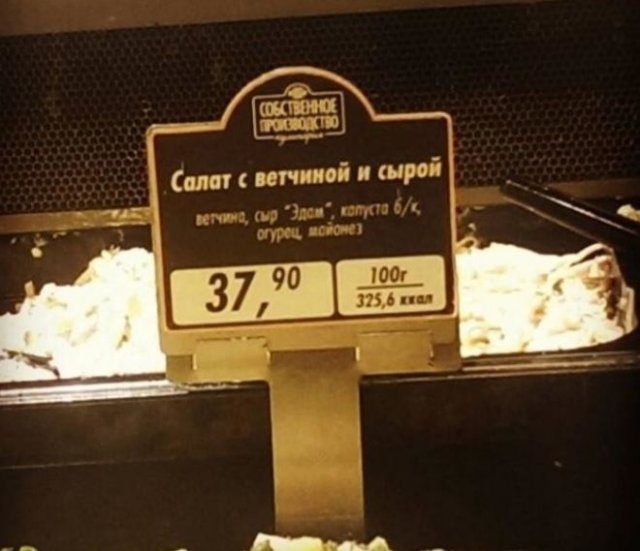 СОБСТВЕННОЕ
ПРОИЗВОДСТВО
Салат с ветчиной и сырой
ветчина, сыр "Эдам", капуста б/к,
огурец, майонез
37,90
100г
325,6 ккал